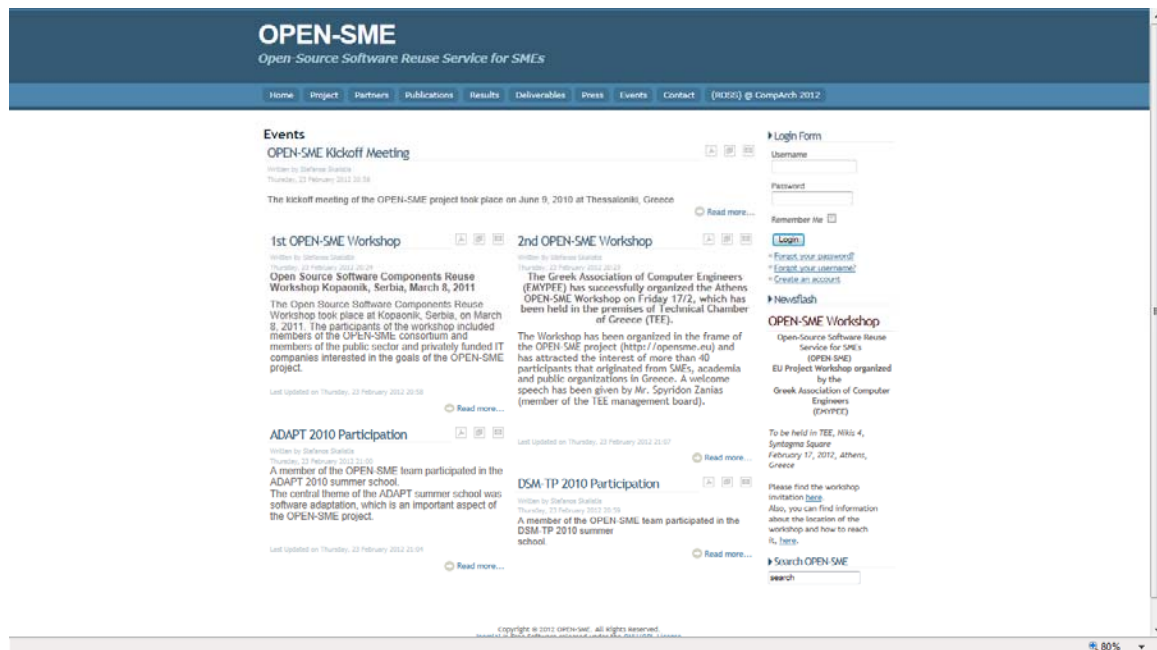 OPEN-SME
Open-Source Software Reuse Service for SMEs
Home Project Partners Publications Results Deliverables Press Events Contact (ROSS) @ CompArch 2012
Events
OPEN-SME Kickoff Meeting
Written by Stefanos Skalistis
Thursday, 23 February 2012 20:58
The kickoff meeting of the OPEN-SME project took place on June 9, 2010 at Thessaloniki, Greece
Read more...
1st OPEN-SME Workshop
Written by Stefanos Skalistis
Thursday, 23 February 2012 20:24
Open Source Software Components Reuse
Workshop Kopaonik, Serbia, March 8, 2011
The Open Source Software Components Reuse
Workshop took place at Kopaonik, Serbia, on March
8, 2011. The participants of the workshop included
members of the OPEN-SME consortium and
members of the public sector and privately funded IT
companies interested in the goals of the OPEN-SME
project.
Last Updated on Thursday, 23 February 2012 20:58
Read more...
2nd OPEN-SME Workshop
Written by Stefanos Skalistis
Thursday, 23 February 2012 20:23
The Greek Association of Computer Engineers
(EMYPEE) has successfully organized the Athens
OPEN-SME Workshop on Friday 17/2, which has
been held in the premises of Technical Chamber
of Greece (TEE).
The Workshop has been organized in the frame of
the OPEN-SME project (http://opensme.eu) and
has attracted the interest of more than 40
participants that originated from SMEs, academia
and public organizations in Greece. A welcome
speech has been given by Mr. Spyridon Zanias
(member of the TEE management board).
Last Updated on Thursday, 23 February 2012 21:07
Read more...
ADAPT 2010 Participation
Written by Stefanos Skalistis
Thursday, 23 February 2012 21:00
A member of the OPEN-SME team participated in the
ADAPT 2010 summer school.
The central theme of the ADAPT summer school was
software adaptation, which is an important aspect of
the OPEN-SME project.
Last Updated on Thursday, 23 February 2012 21:04
Read more...
DSM-TP 2010 Participation
Written by Stefanos Skalistis
Thursday, 23 February 2012 20:59
A member of the OPEN-SME team participated in the
DSM-TP 2010 summer
school.
Read more...
Login Form
Username
Password
Remember Me
Login
Forgot your password?
Forgot your username?
Create an account
Newsflash
OPEN-SME Workshop
Open-Source Software Reuse
Service for SMEs
(OPEN-SME)
EU Project Workshop organized
by the
Greek Association of Computer
Engineers
(EMYPEE)
To be held in TEE, Nikis 4,
Syntagma Square
February 17, 2012, Athens,
Greece
Please find the workshop
invitation here.
Also, you can find information
about the location of the
workshop and how to reach
it, here.
Search OPEN-SME
search
Copyright © 2012 OPEN-SME. All Rights Reserved.
Joomla! is Free Software released under the GNU/GPL License.
80%